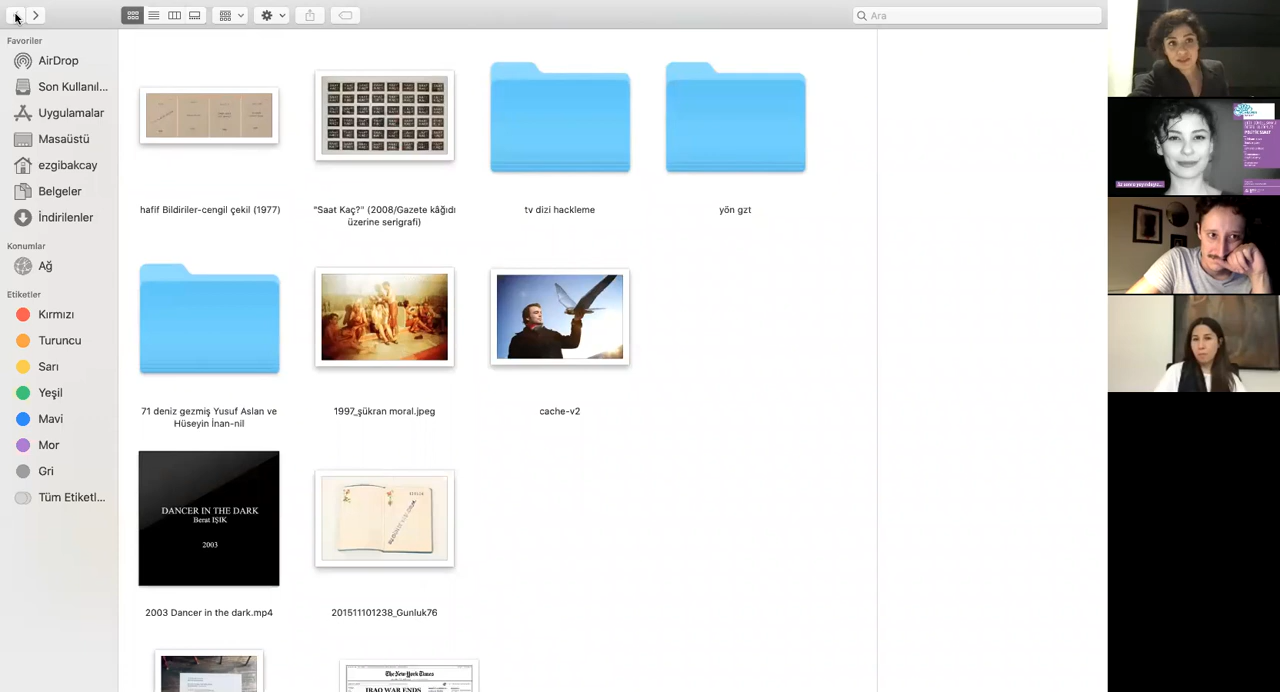 Ara
Favoriler
AirDrop
Son Kullanıl...
Uygulamalar
Masaüstü
ezgibakcay
Belgeler
İndirilenler
Konumlar
Ağ
Etiketler
Kırmızı
Turuncu
Sarı
Yeşil
Mavi
Mor
Gri
Tüm Etiketl...
hafif Bildiriler-cengil çekil (1977)
"Saat Kaç?" (2008/Gazete kâğıdı
üzerine serigrafi)
tv dizi hackleme
yön gzt
71 deniz gezmiş Yusuf Aslan ve
Hüseyin İnan-nil
1997_şükran moral.jpeg
cache-v2
DANCER IN THE DARK
Berat IŞIK
2003
2003 Dancer in the dark.mp4
201511101238_Gunluk76
The New York Times
IRAQ WAR ENDS